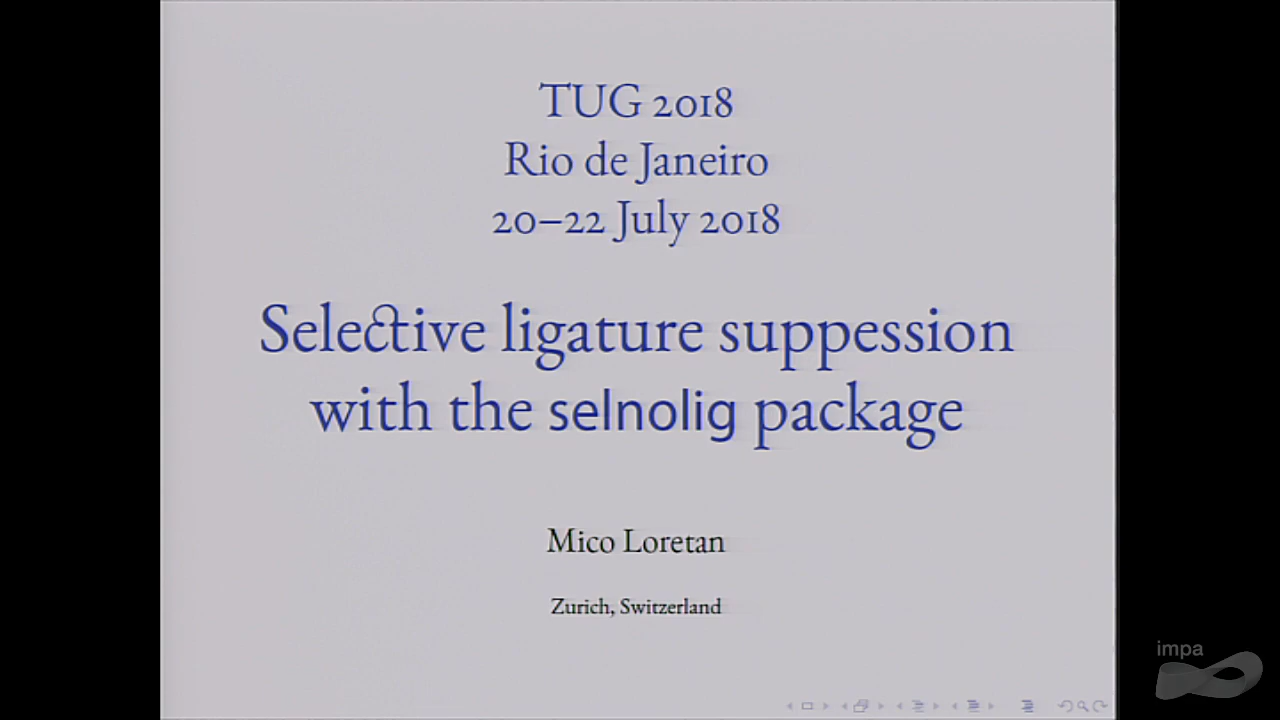 TUG 2018
Rio de Janeiro
20–22 July 2018
Selective ligature suppession
with the selnolig package
Mico Loretan
Zurich, Switzerland
impa